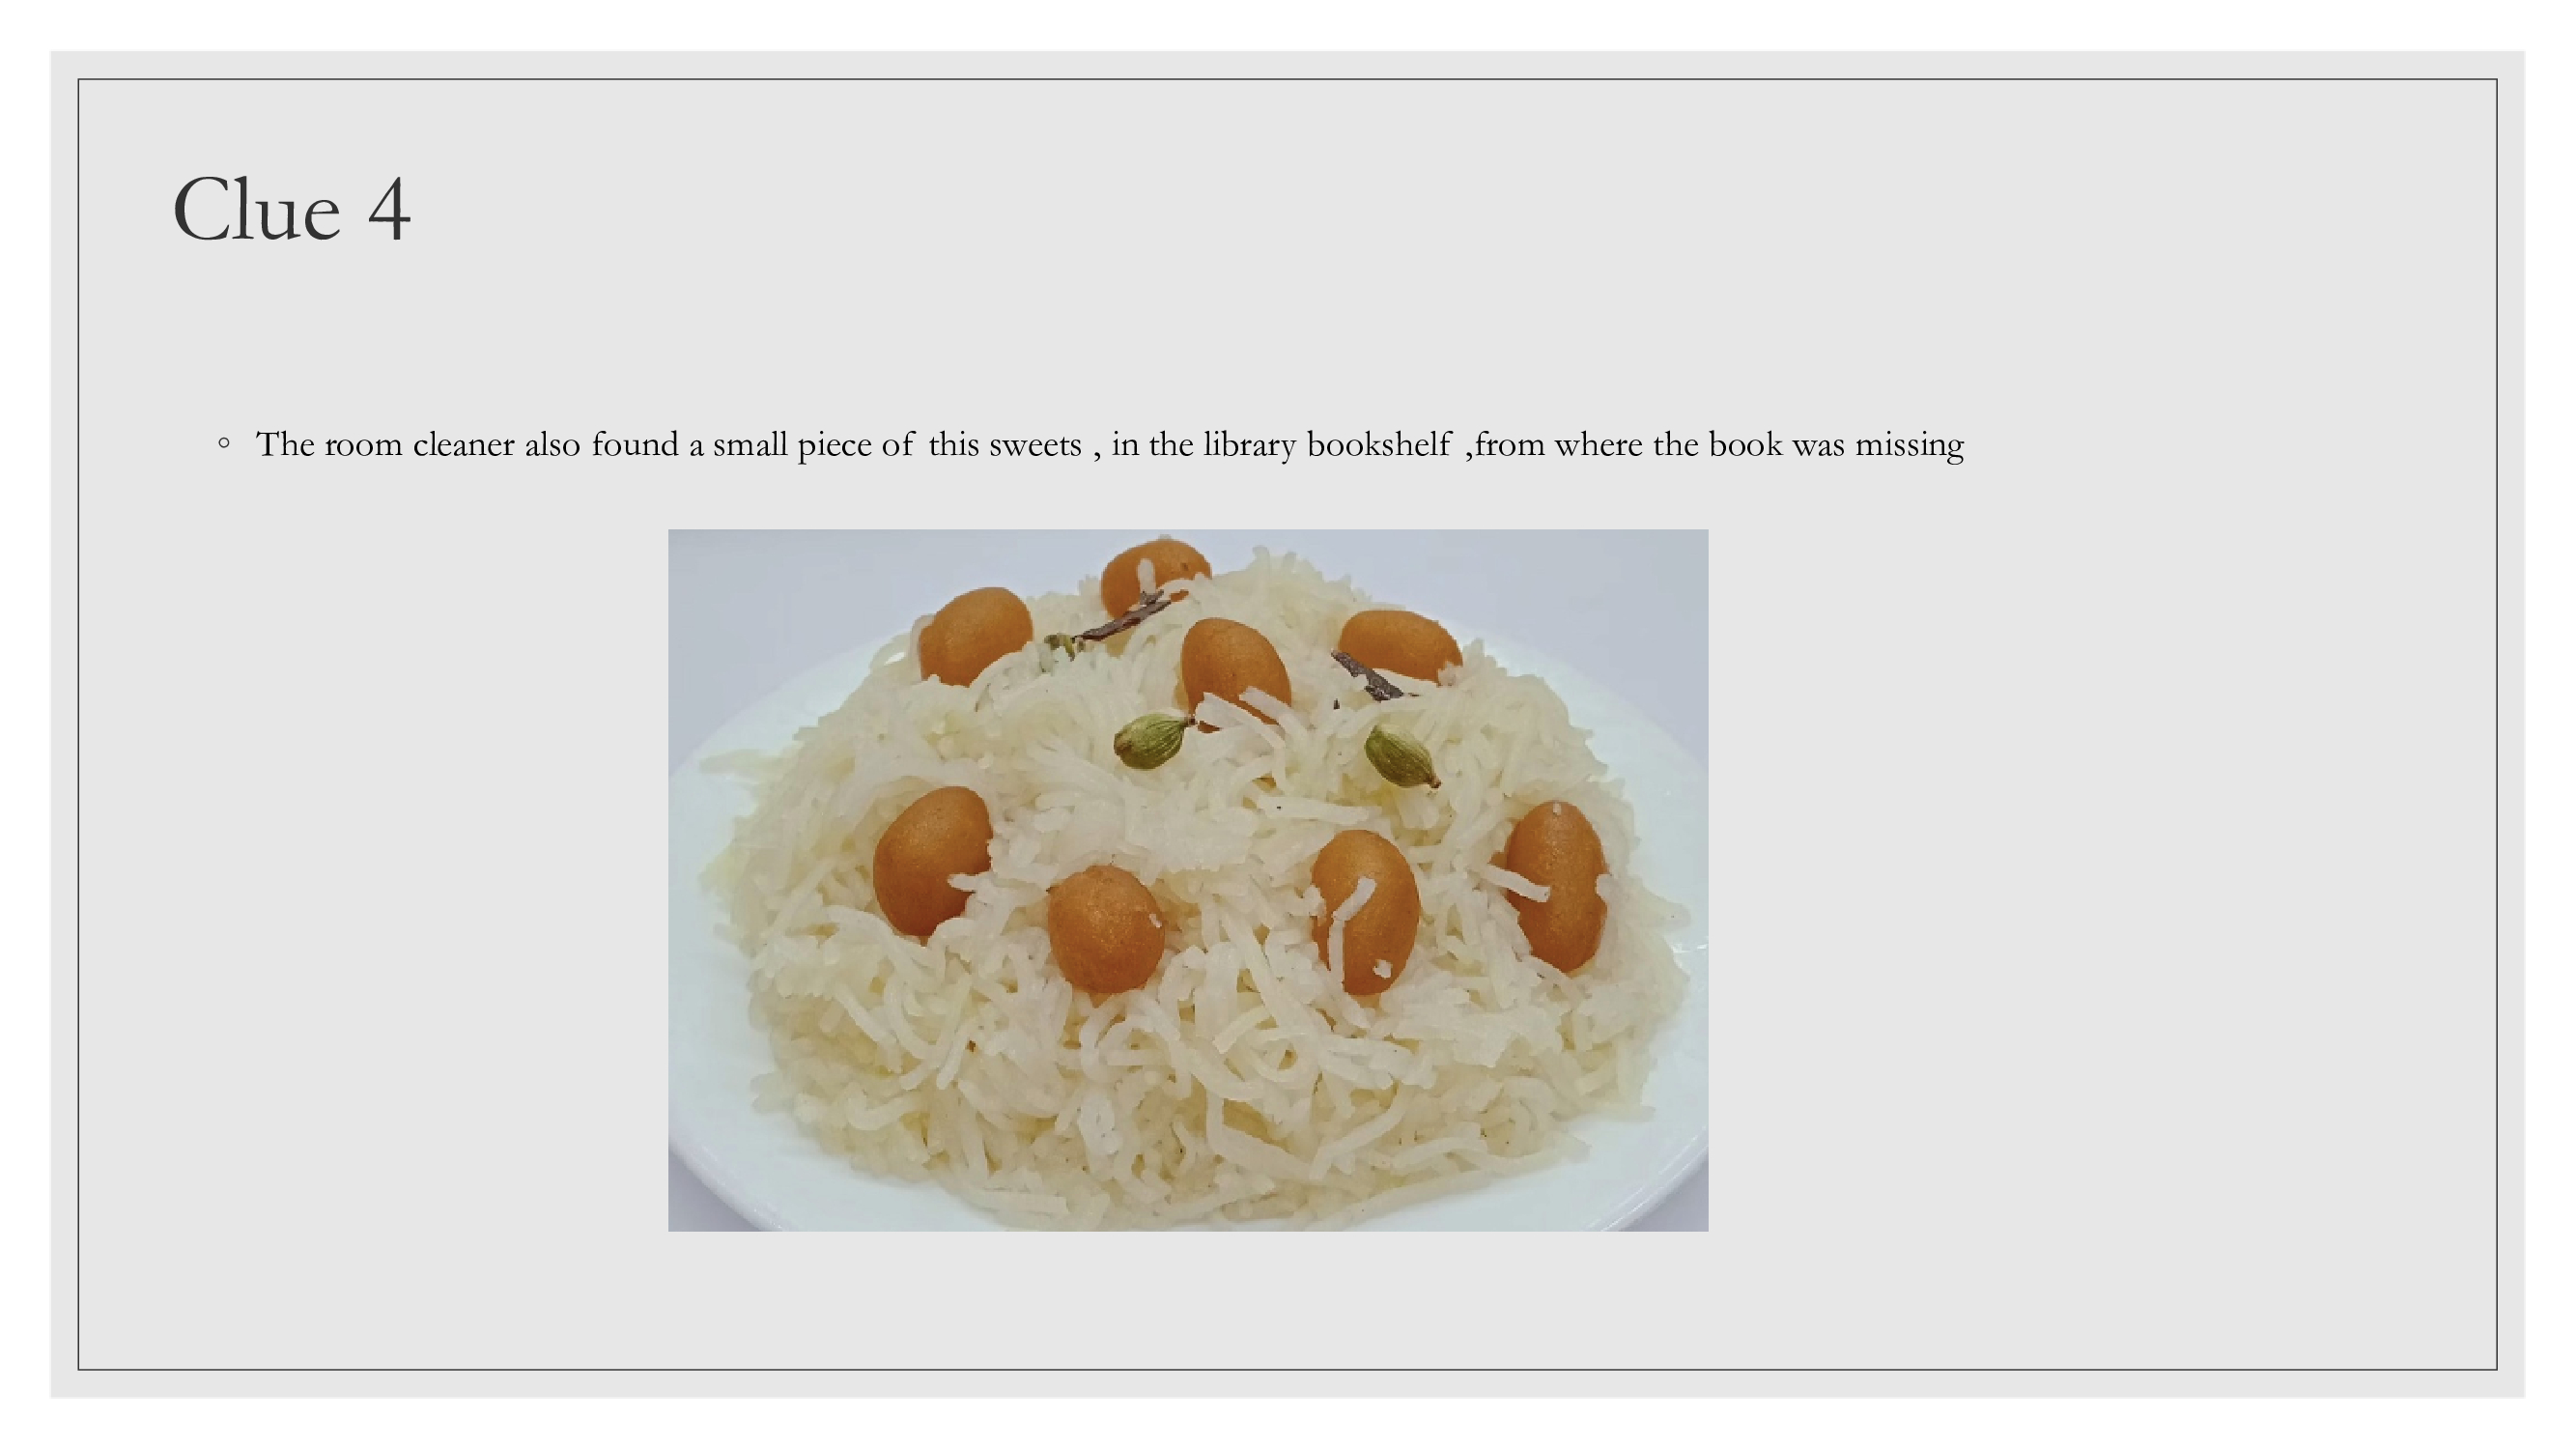 Clue 4
◦ The room cleaner also found a small piece of this sweets , in the library bookshelf ,from where the book was missing